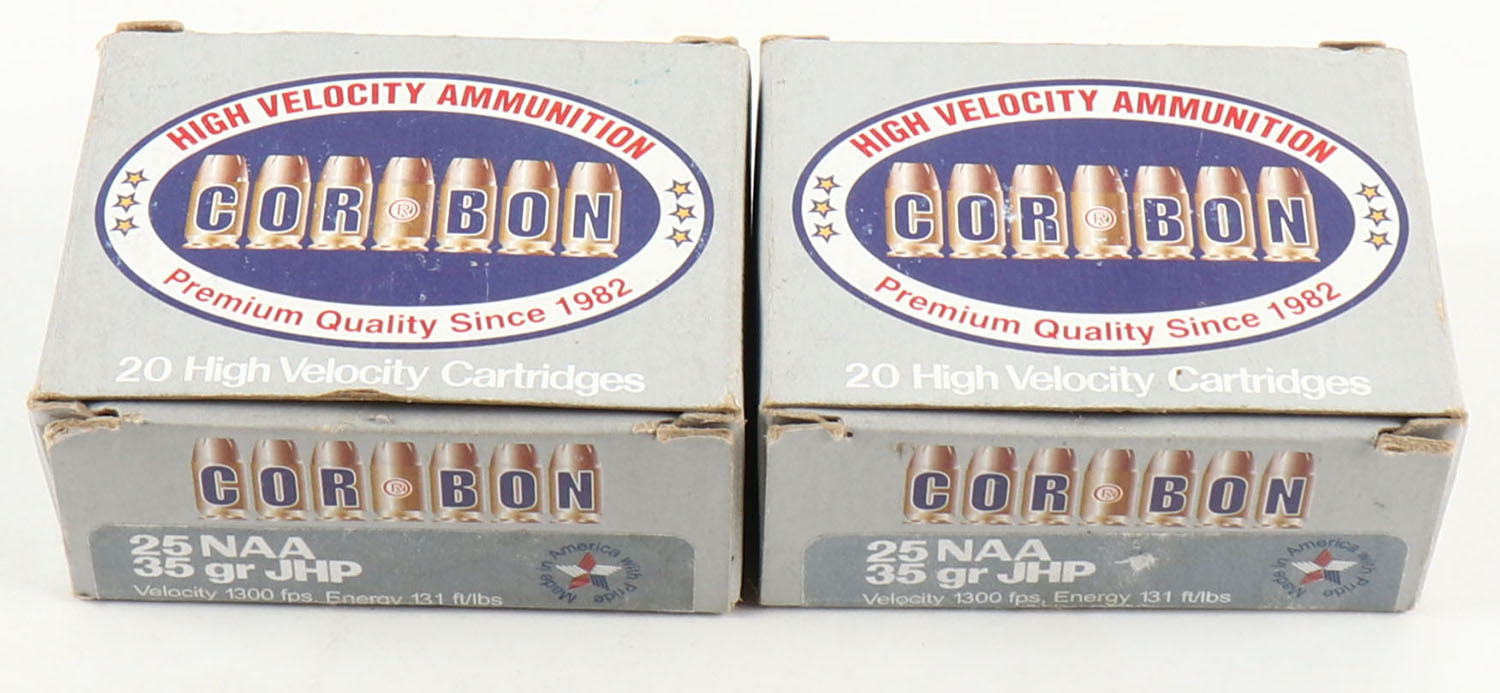 HIGH VELOCITY AMMUNITION
COR®BON
Premium Quality Since 1982
20 High Velocity Cartridges
COR®BON
25 NAA
35 gr JHP
Velocity 1300 fps, Energy 131 ft/lbs
Made in America with Pride
HIGH VELOCITY AMMUNITION
COR®BON
Premium Quality Since 1982
20 High Velocity Cartridges
COR®BON
25 NAA
35 gr JHP
Velocity 1300 fps, Energy 131 ft/lbs
Made in America with Pride